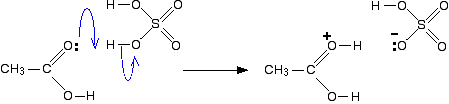 H–O O
S
H–O O
O:
CH₃–C
O–H
H–O O
S
:O O
-
+
O–H
CH₃–C
O–H